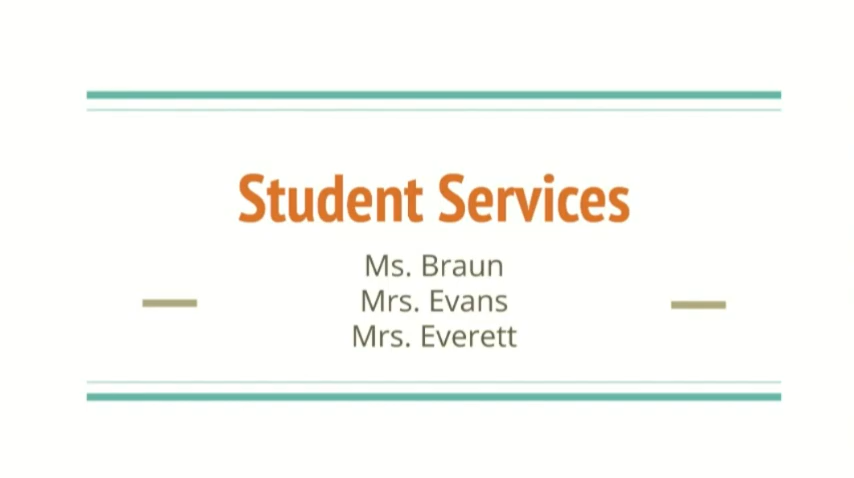 Student Services
Ms. Braun
Mrs. Evans
Mrs. Everett